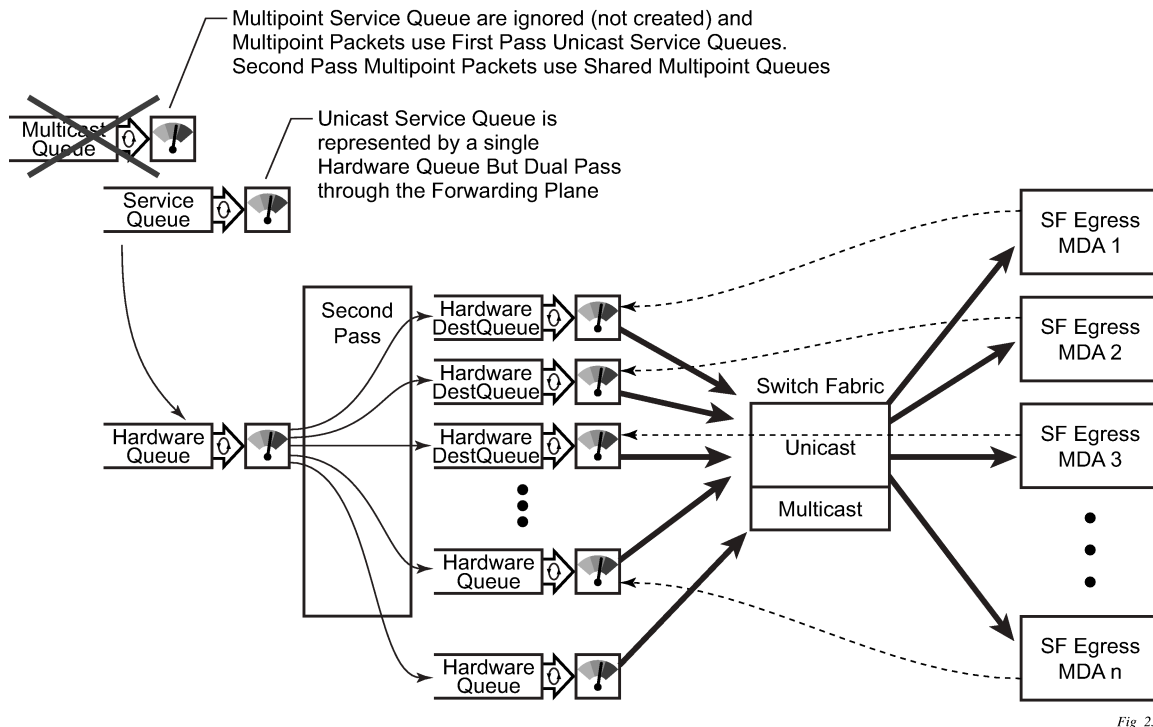 Multipoint Service Queue are ignored (not created) and
Multipoint Packets use First Pass Unicast Service Queues.
Second Pass Multipoint Packets use Shared Multipoint Queues
Multicast
Queue
Unicast Service Queue is
represented by a single
Hardware Queue But Dual Pass
through the Forwarding Plane
Service
Queue
SF Egress
MDA 1
Second
Pass
Hardware
DestQueue
SF Egress
MDA 2
Hardware
DestQueue
Switch Fabric
Hardware
Queue
Hardware
DestQueue
Unicast
SF Egress
MDA 3
Multicast
Hardware
Queue
SF Egress
MDA n
Hardware
Queue